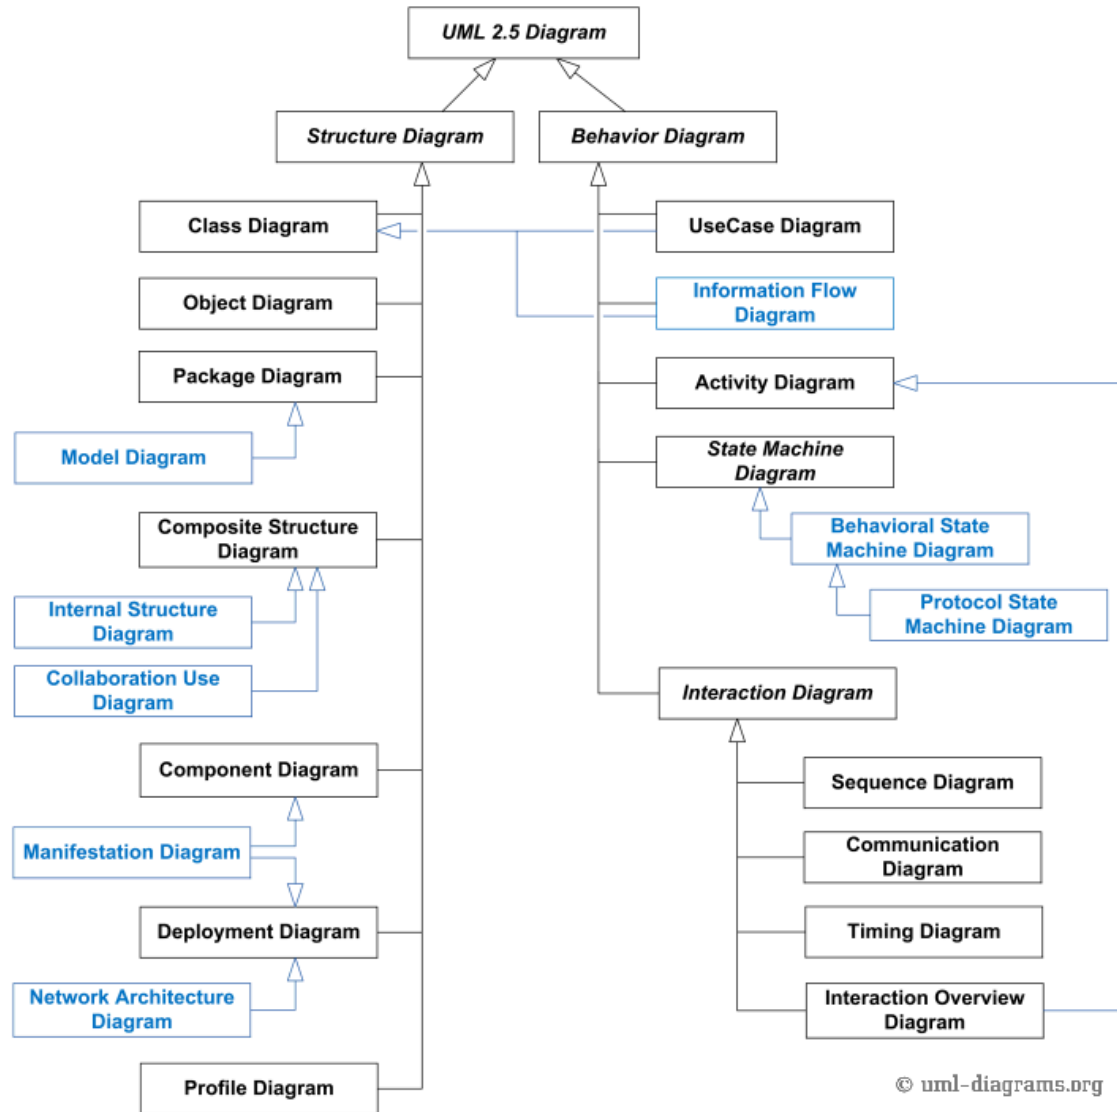 UML 2.5 Diagram
Structure Diagram
Behavior Diagram
Class Diagram
UseCase Diagram
Object Diagram
Information Flow
Diagram
Package Diagram
Activity Diagram
Model Diagram
State Machine
Diagram
Composite Structure
Diagram
Behavioral State
Machine Diagram
Internal Structure
Diagram
Protocol State
Machine Diagram
Collaboration Use
Diagram
Interaction Diagram
Component Diagram
Sequence Diagram
Manifestation Diagram
Communication
Diagram
Deployment Diagram
Timing Diagram
Network Architecture
Diagram
Interaction Overview
Diagram
Profile Diagram
© uml-diagrams.org